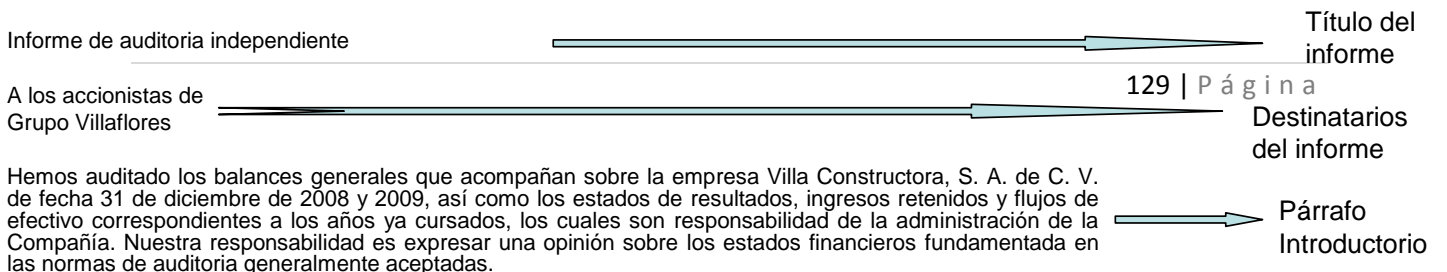 Informe de auditoria independiente
Título del
informe
129 | P á g i n a
A los accionistas de
Grupo Villaflores
Destinatarios
del informe
Hemos auditado los balances generales que acompañan sobre la empresa Villa Constructora, S. A. de C. V.
de fecha 31 de diciembre de 2008 y 2009, así como los estados de resultados, ingresos retenidos y flujos de
efectivo correspondientes a los años ya cursados, los cuales son responsabilidad de la administración de la
Compañía. Nuestra responsabilidad es expresar una opinión sobre los estados financieros fundamentada en
las normas de auditoria generalmente aceptadas.
Párrafo
Introductorio